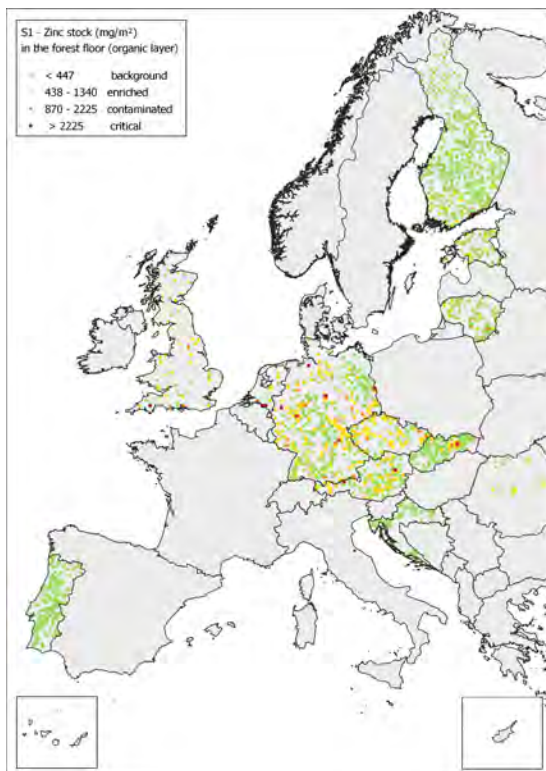 S1 - Zinc stock (mg/m²)
in the forest floor (organic layer)
< 447 background
438 - 1340 enriched
870 - 2225 contaminated
> 2225 critical